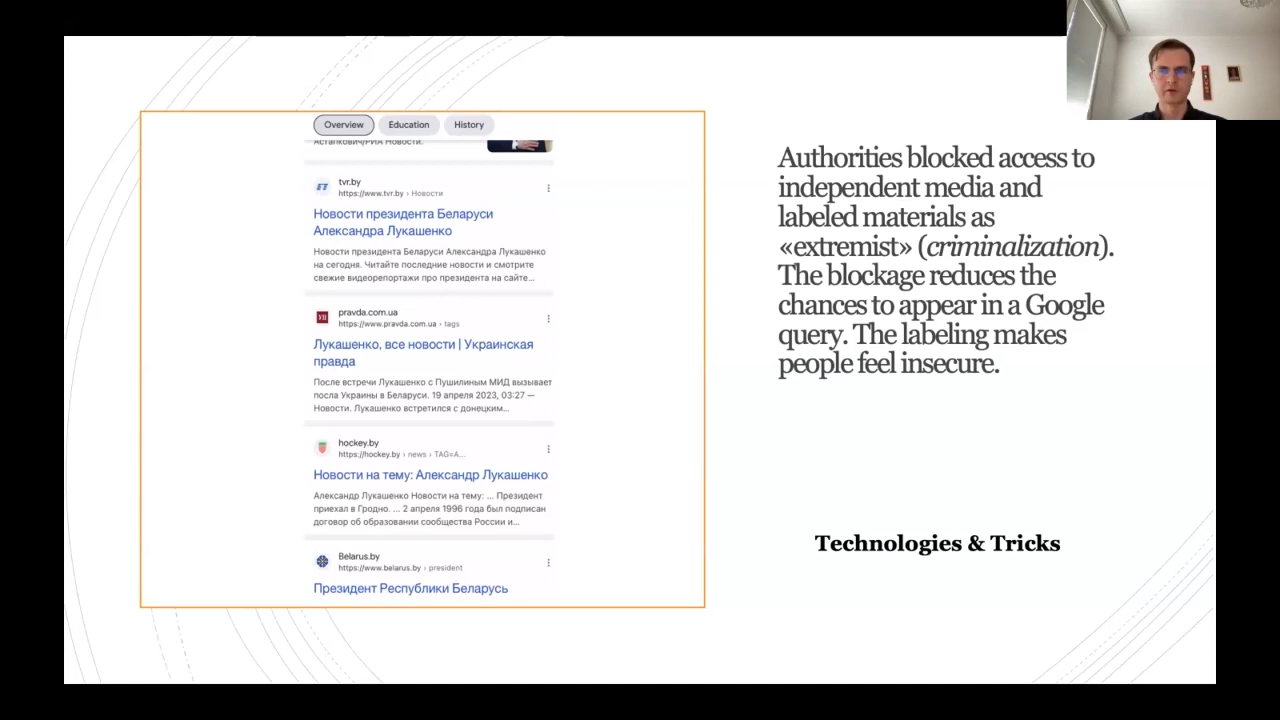 Overview
Education
History
Астапкович/РИА Новости.
tvr.by
https://www.tvr.by › Новости
Новости президента Беларуси
Александра Лукашенко
Новости президента Беларуси Александра Лукашенко
на сегодня. Читайте последние новости и смотрите
свежие видеорепортажи про президента на сайте...
pravda.com.ua
https://www.pravda.com.ua › tags
Лукашенко, все новости | Украинская
правда
После встречи Лукашенко с Пушилиным МИД вызывает
посла Украины в Беларуси. 19 апреля 2023, 03:27 —
Новости. Лукашенко встретился с донецким...
hockey.by
https://hockey.by › news › TAG=A...
Новости на тему: Александр Лукашенко
Александр Лукашенко Новости на тему: ... Президент
приехал в Гродно. ... 2 апреля 1996 года был подписан
договор об образовании сообщества России и...
Belarus.by
https://www.belarus.by › president
Президент Республики Беларусь
Authorities blocked access to
independent media and
labeled materials as
«extremist» (criminalization).
The blockage reduces the
chances to appear in a Google
query. The labeling makes
people feel insecure.
Technologies & Tricks